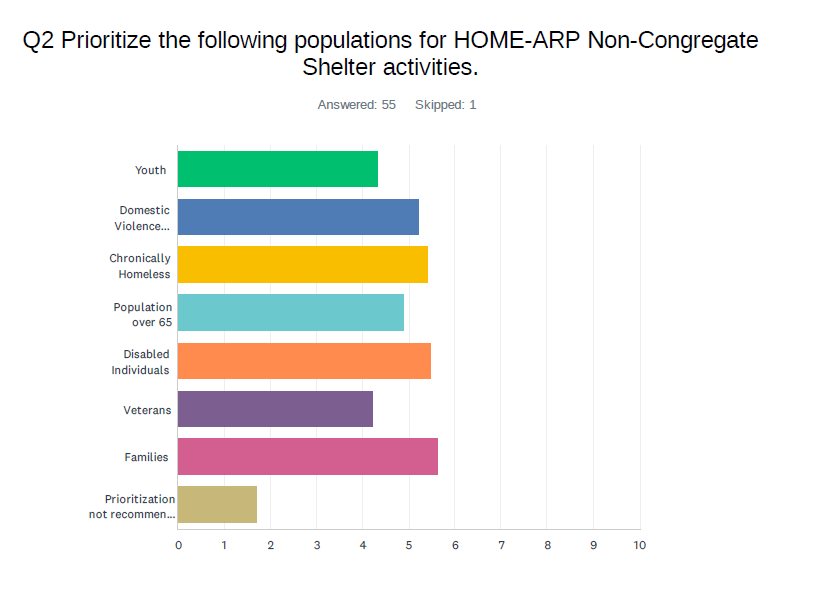 Q2 Prioritize the following populations for HOME-ARP Non-Congregate
Shelter activities.
Answered: 55 Skipped: 1
Youth
Domestic
Violence...
Chronically
Homeless
Population
over 65
Disabled
Individuals
Veterans
Families
Prioritization
not recommen...
0 1 2 3 4 5 6 7 8 9 10